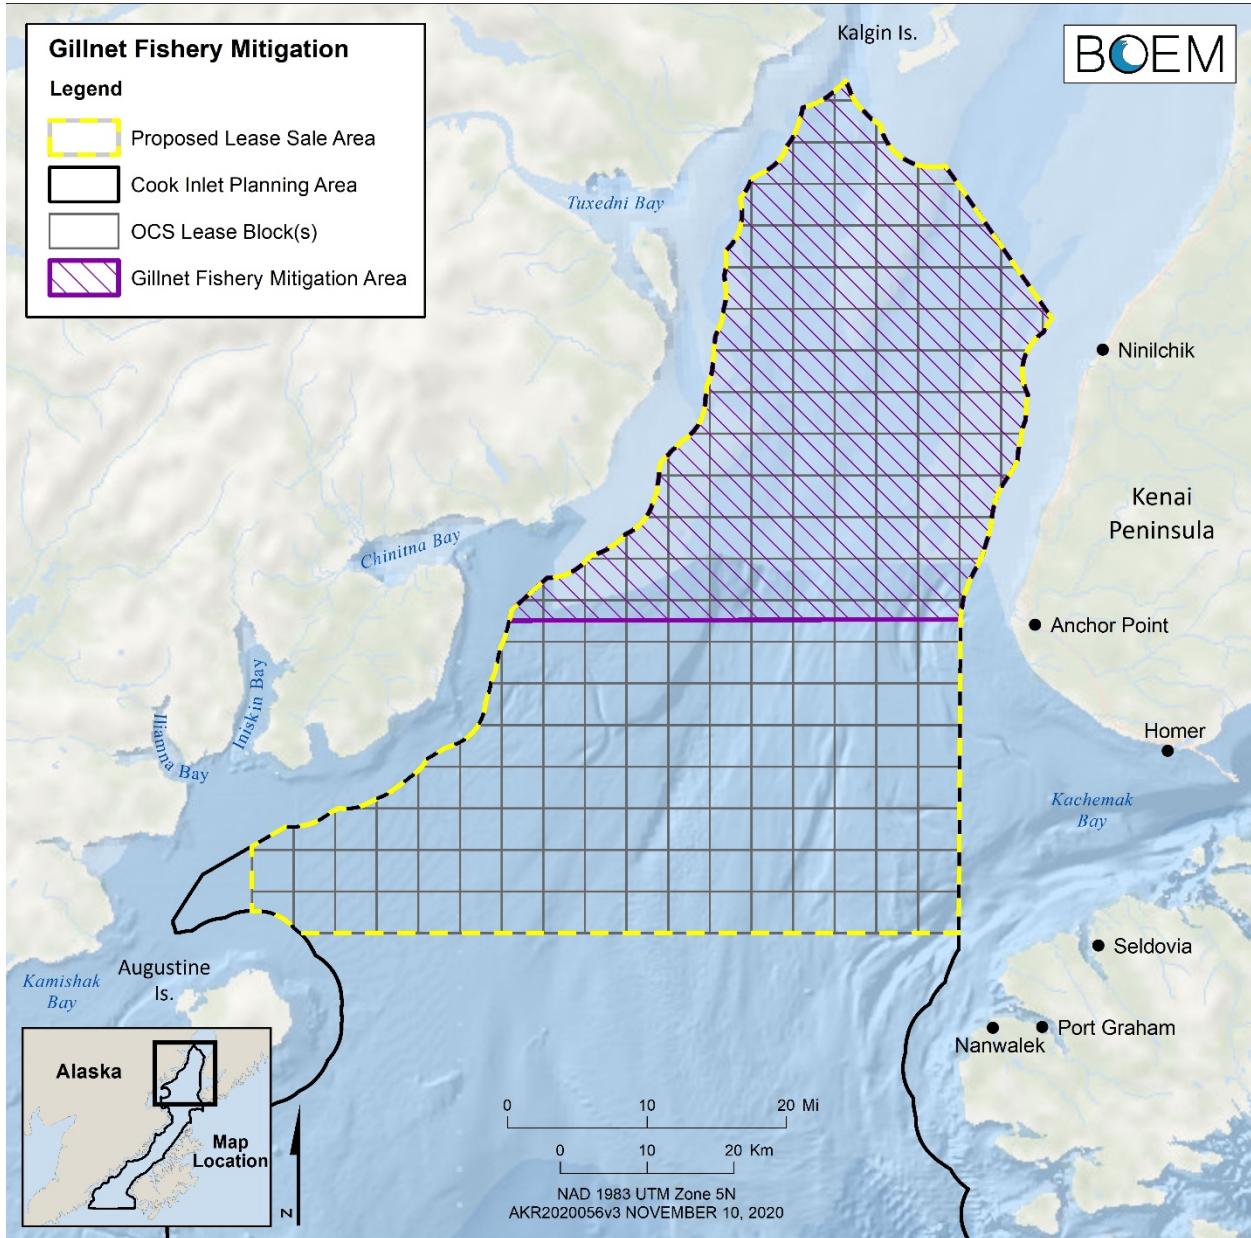 Gillnet Fishery Mitigation
Legend
Proposed Lease Sale Area
Cook Inlet Planning Area
OCS Lease Block(s)
Gillnet Fishery Mitigation Area
Kalgin Is.
BOEM
Tuxedni Bay
Ninilchik
Kenai
Peninsula
Chinitna Bay
Anchor Point
Iniskin Bay
Iliamna Bay
Homer
Kachemak
Bay
Seldovia
Augustine
Is.
Kamishak
Bay
Port Graham
Nanwalek
Alaska
Map
Location
N
0 10 20 Mi
0 10 20 Km
NAD 1983 UTM Zone 5N
AKR2020056v3 NOVEMBER 10, 2020